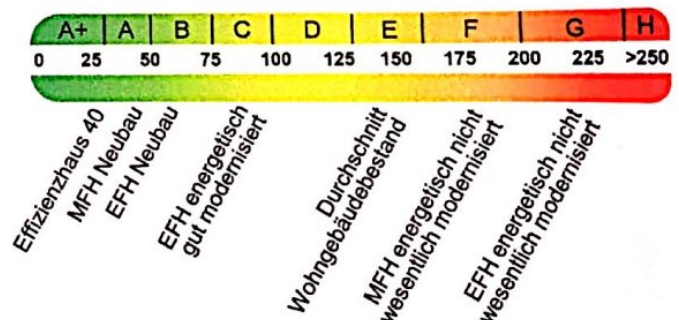 A+ A B C D E F G H
0 25 50 75 100 125 150 175 200 225 >250
Effizienzhaus 40
MFH Neubau
EFH Neubau
EFH energetisch
gut modernisiert
Durchschnitt
Wohngebäudebestand
MFH energetisch nicht
wesentlich modernisiert
EFH energetisch nicht
wesentlich modernisiert